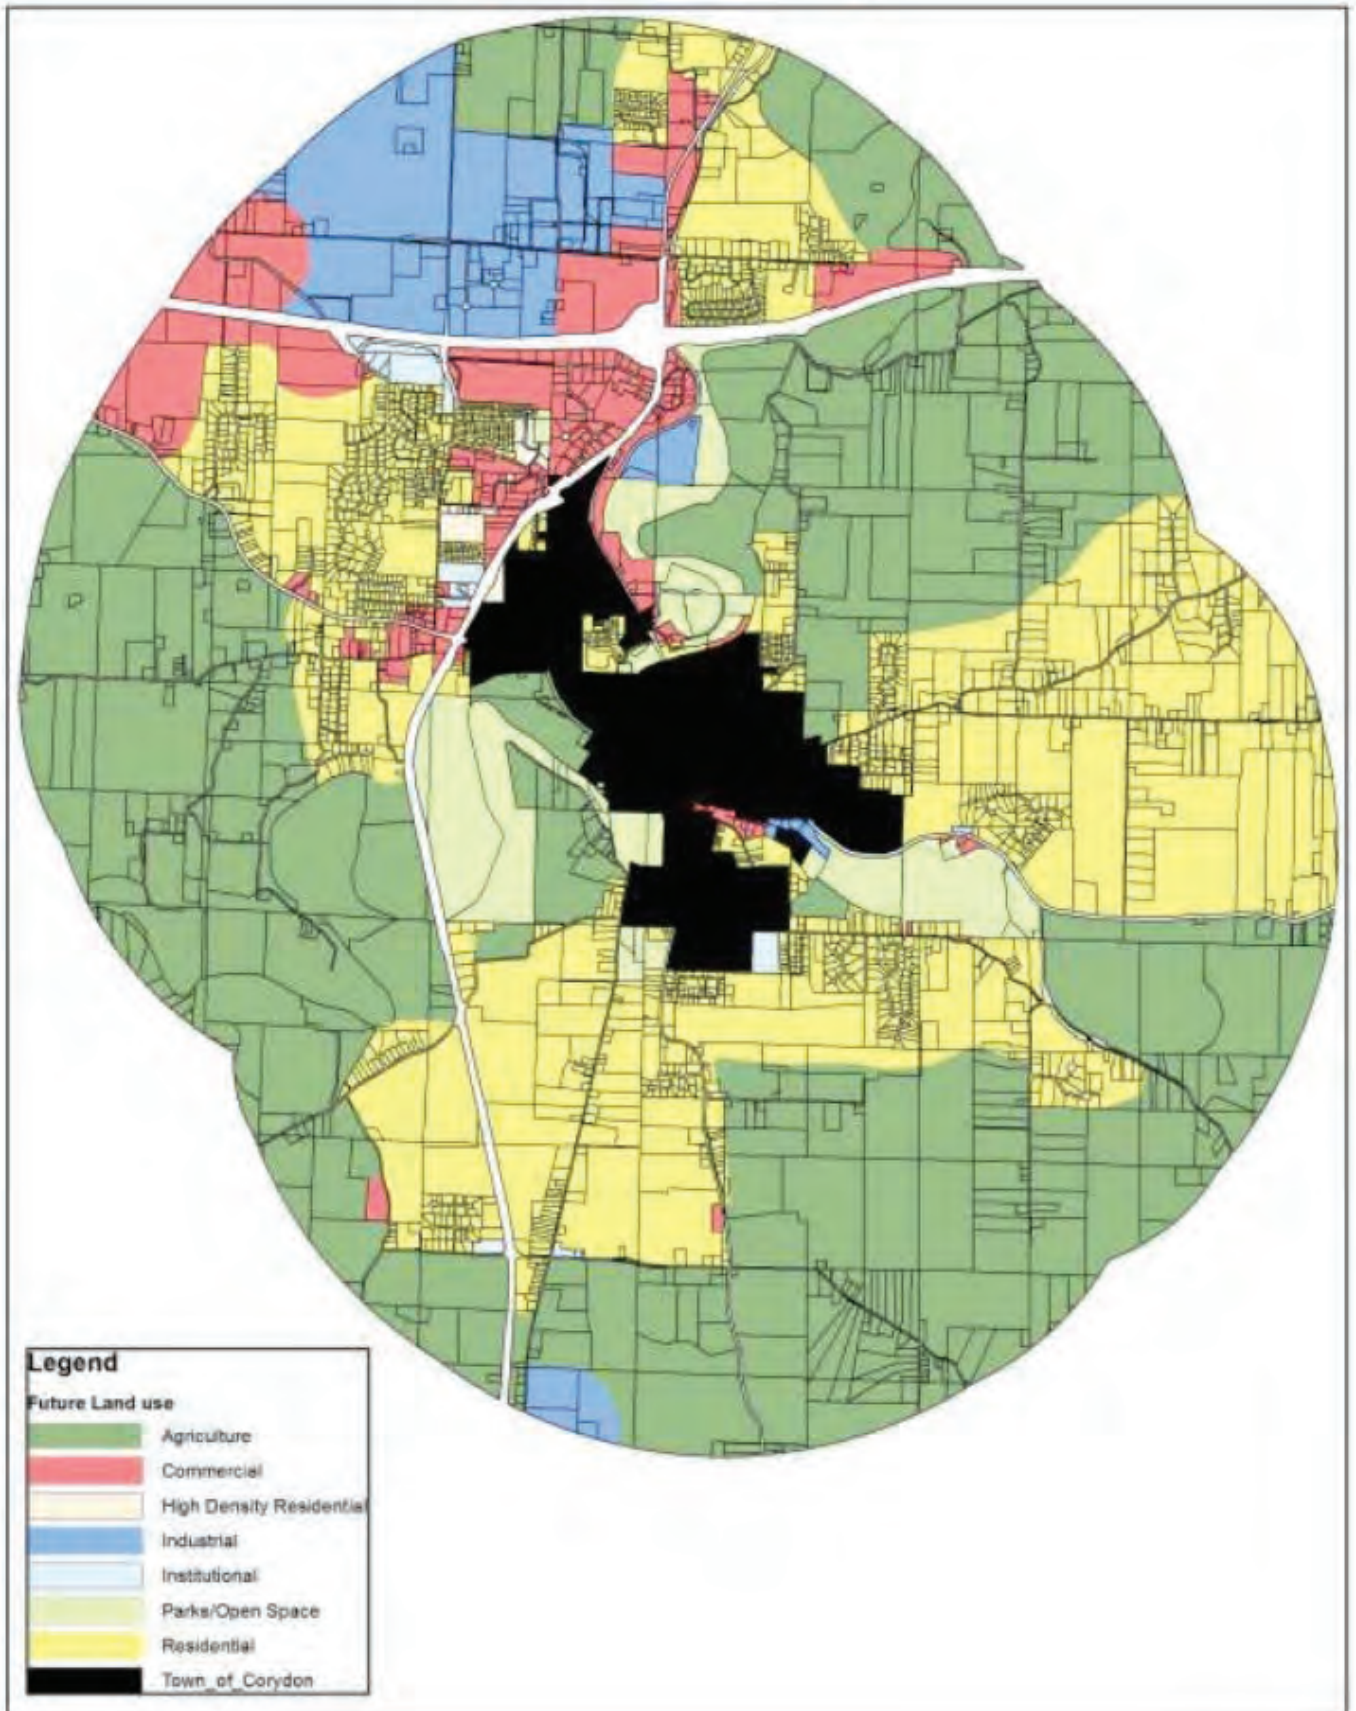 Legend
Future Land use
Agriculture
Commercial
High Density Residential
Industrial
Institutional
Parks/Open Space
Residential
Town_of_Corydon